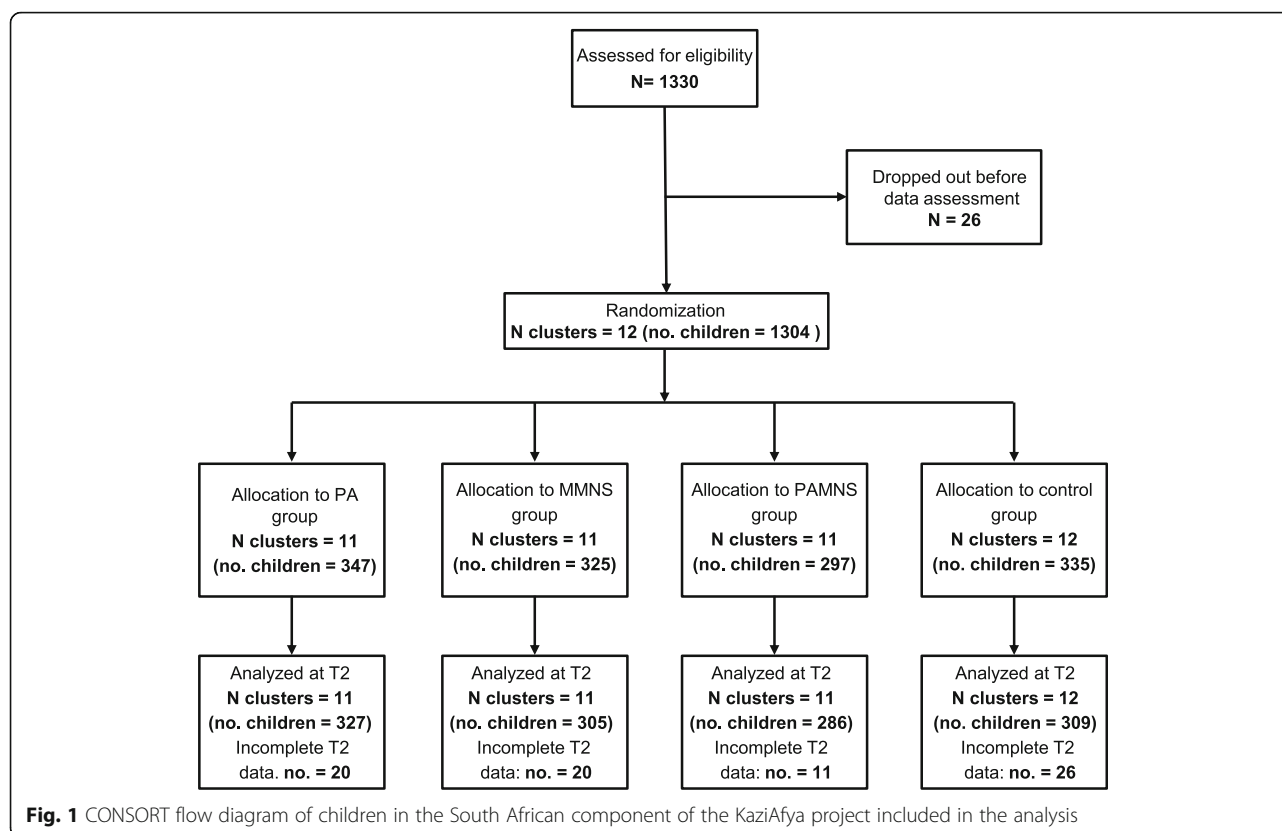 Assessed for eligibility
N= 1330
Dropped out before
data assessment
N = 26
Randomization
N clusters = 12 (no. children = 1304 )
Allocation to PA
group
N clusters = 11
(no. children = 347)
Allocation to MMNS
group
N clusters = 11
(no. children = 325)
Allocation to PAMNS
group
N clusters = 11
(no. children = 297)
Allocation to control
group
N clusters = 12
(no. children = 335)
Analyzed at T2
N clusters = 11
(no. children = 327)
Incomplete T2
data. no. = 20
Analyzed at T2
N clusters = 11
(no. children = 305)
Incomplete T2
data: no. = 20
Analyzed at T2
N clusters = 11
(no. children = 286)
Incomplete T2
data: no. = 11
Analyzed at T2
N clusters = 12
(no. children = 309)
Incomplete T2
data: no. = 26
Fig. 1 CONSORT flow diagram of children in the South African component of the KaziAfya project included in the analysis